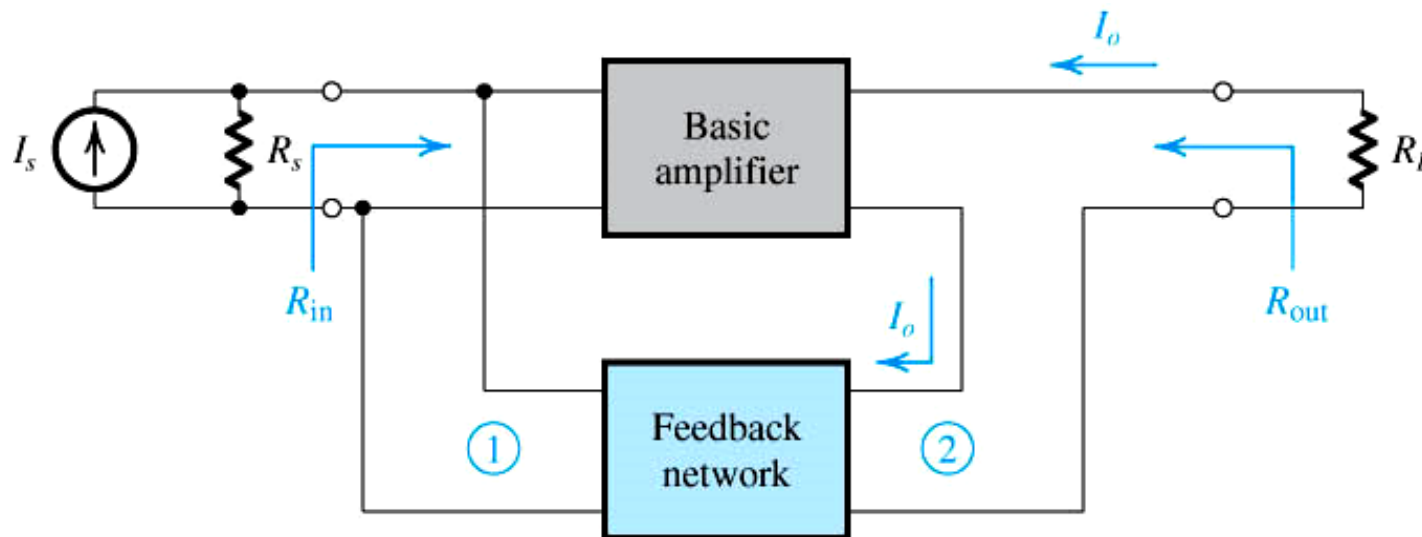 I_o
I_s
R_s
Basic
amplifier
R_in
I_o
R_out
1
Feedback
network
2